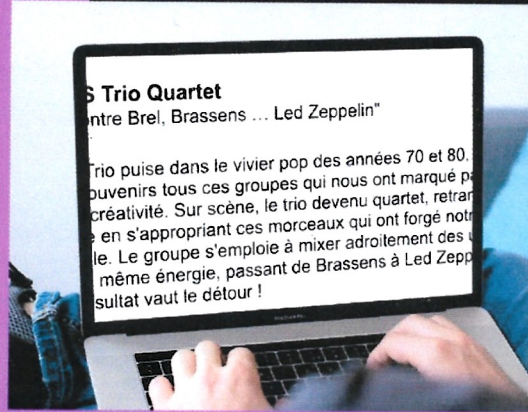 S Trio Quartet
ntre Brel, Brassens ... Led Zeppelin"
Trio puise dans le vivier pop des années 70 et 80.
ouvenirs tous ces groupes qui nous ont marqué pa
créativité. Sur scène, le trio devenu quartet, retran
en s'appropriant ces morceaux qui ont forgé notr
le. Le groupe s'emploie à mixer adroitement des u
même énergie, passant de Brassens à Led Zepp
sultat vaut le détour !